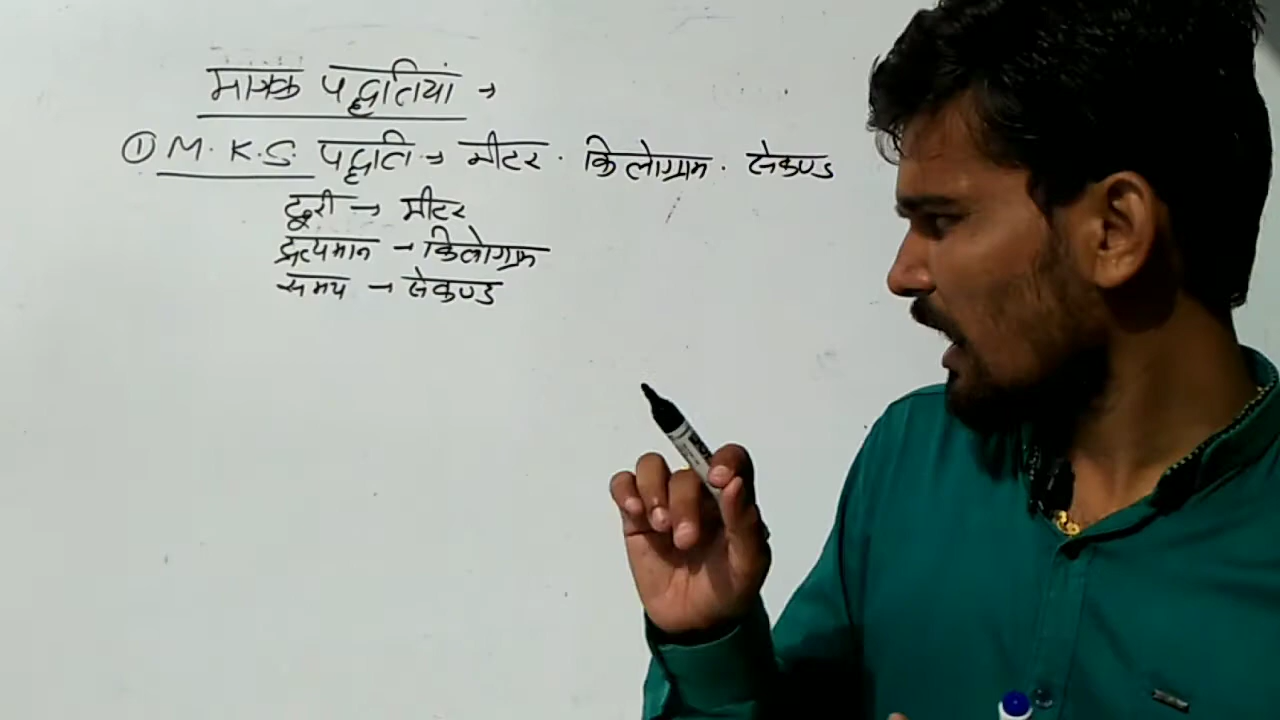 मात्रक पद्धतियां →
① M. K. S. पद्धति → मीटर . किलोग्राम . सेकण्ड
दूरी → मीटर
द्रव्यमान → किलोग्राम
समय → सेकण्ड